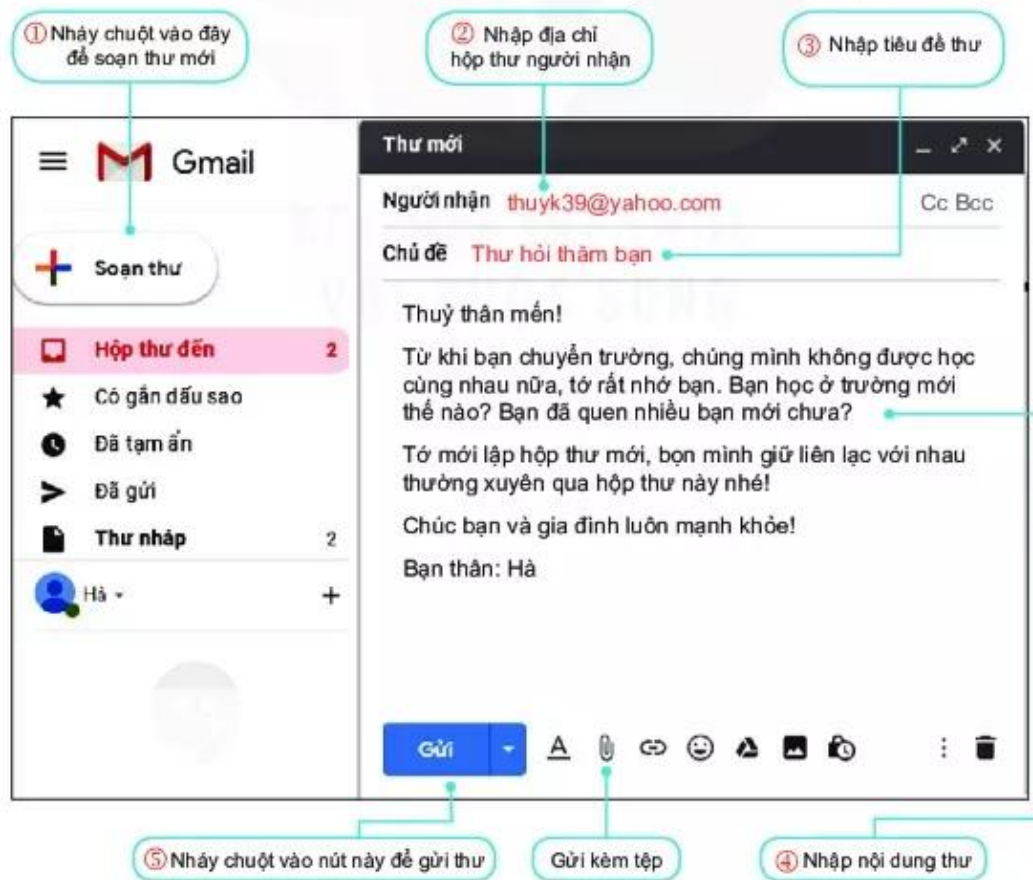 ① Nháy chuột vào đây
để soạn thư mới
② Nhập địa chỉ
hộp thư người nhận
③ Nhập tiêu đề thư
Gmail
Soạn thư
Hộp thư đến 2
Có gắn dấu sao
Đã tạm ẩn
Đã gửi
Thư nháp 2
Hà
Thư mới
Người nhận thuyk39@yahoo.com Cc Bcc
Chủ đề Thư hỏi thăm bạn
Thuỷ thân mến!
Từ khi bạn chuyển trường, chúng mình không được học
cùng nhau nữa, tớ rất nhớ bạn. Bạn học ở trường mới
thế nào? Bạn đã quen nhiều bạn mới chưa?
Tớ mới lập hộp thư mới, bọn mình giữ liên lạc với nhau
thường xuyên qua hộp thư này nhé!
Chúc bạn và gia đình luôn mạnh khỏe!
Bạn thân: Hà
Gửi A
⑤ Nháy chuột vào nút này để gửi thư
Gửi kèm tệp
④ Nhập nội dung thư